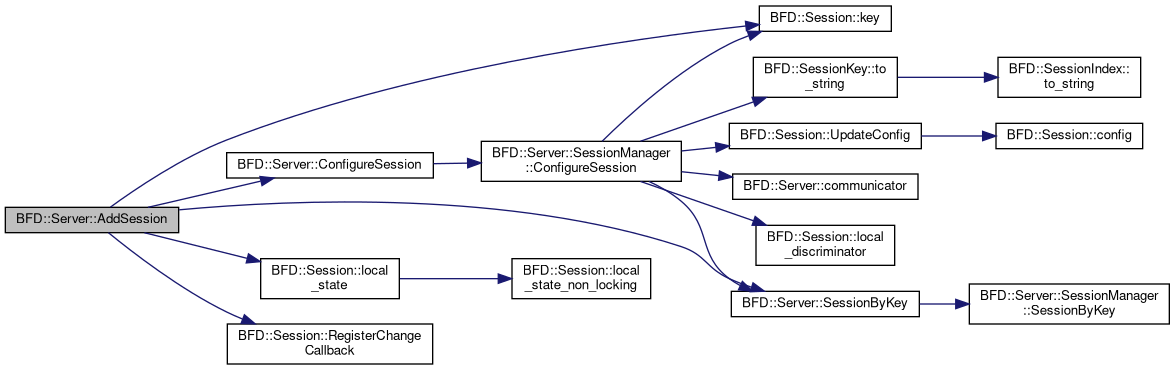 BFD::Session::key
BFD::SessionKey::to
_string
BFD::SessionIndex::
to_string
BFD::Session::UpdateConfig
BFD::Session::config
BFD::Server::SessionManager
::ConfigureSession
BFD::Server::ConfigureSession
BFD::Server::communicator
BFD::Server::AddSession
BFD::Session::local
_discriminator
BFD::Session::local
_state
BFD::Session::local
_state_non_locking
BFD::Server::SessionByKey
BFD::Server::SessionManager
::SessionByKey
BFD::Session::RegisterChange
Callback